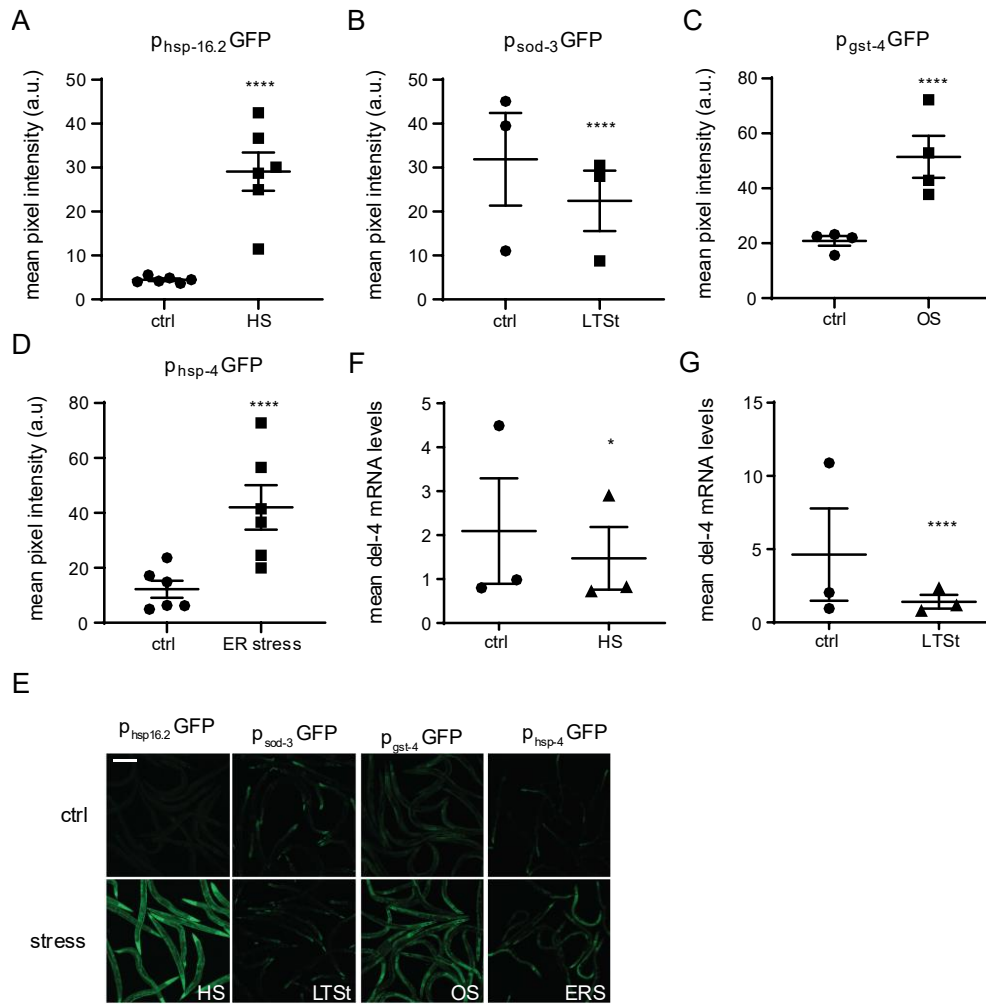 A
p hsp-16.2 GFP
mean pixel intensity (a.u.)
50
40
30
20
10
0
****
ctrl
HS
B
p sod-3 GFP
mean pixel intensity (a.u.)
50
40
30
20
10
0
****
ctrl
LTSt
C
p gst-4 GFP
mean pixel intensity (a.u.)
80
60
40
20
0
****
ctrl
OS
D
p hsp-4 GFP
mean pixel intensity (a.u)
80
60
40
20
0
****
ctrl
ER stress
F
mean del-4 mRNA levels
5
4
3
2
1
0
*
ctrl
HS
G
mean del-4 mRNA levels
15
10
5
0
****
ctrl
LTSt
E
p hsp16.2 GFP
p sod-3 GFP
p gst-4 GFP
p hsp-4 GFP
ctrl
stress
HS
LTSt
OS
ERS